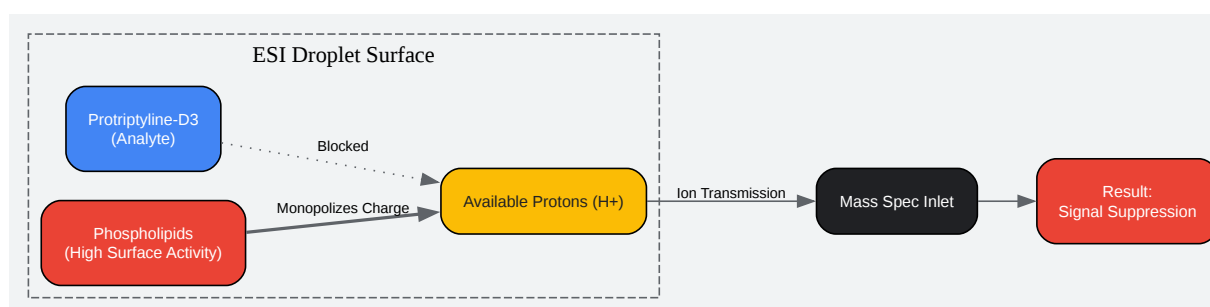 ESI Droplet Surface
Protriptyline-D3
(Analyte)
Blocked
Monopolizes Charge
Phospholipids
(High Surface Activity)
Available Protons (H+)
Ion Transmission
Mass Spec Inlet
Result:
Signal Suppression